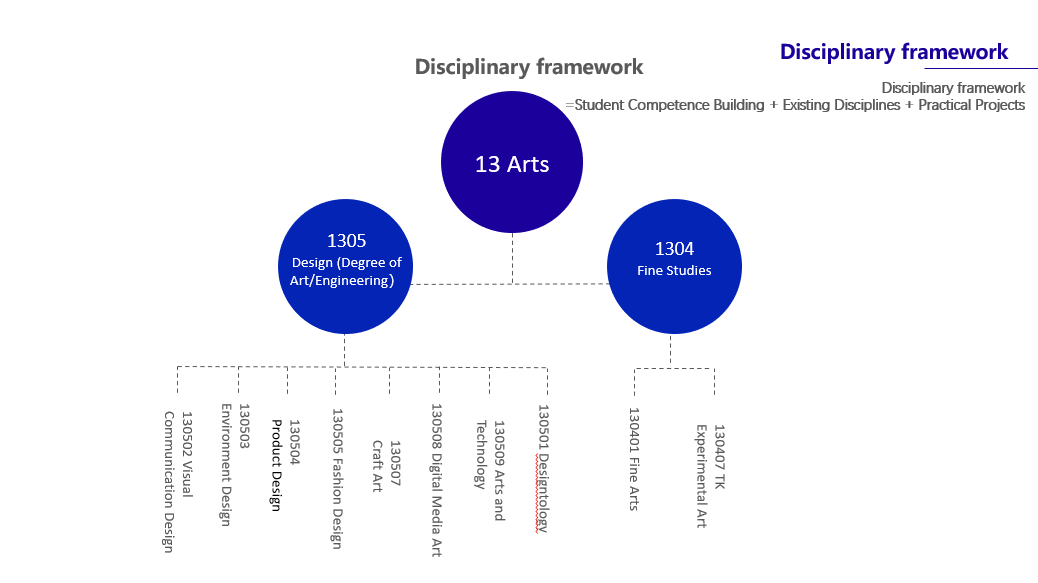 Disciplinary framework
Disciplinary framework
Disciplinary framework
=Student Competence Building + Existing Disciplines + Practical Projects
13 Arts
1305
Design (Degree of
Art/Engineering)
1304
Fine Studies
130502 Visual
Communication Design
130503
Environment Design
130504
Product Design
130505 Fashion Design
130507
Craft Art
130508 Digital Media Art
130509 Arts and
Technology
130501 Designtology
130401 Fine Arts
130407 TK
Experimental Art